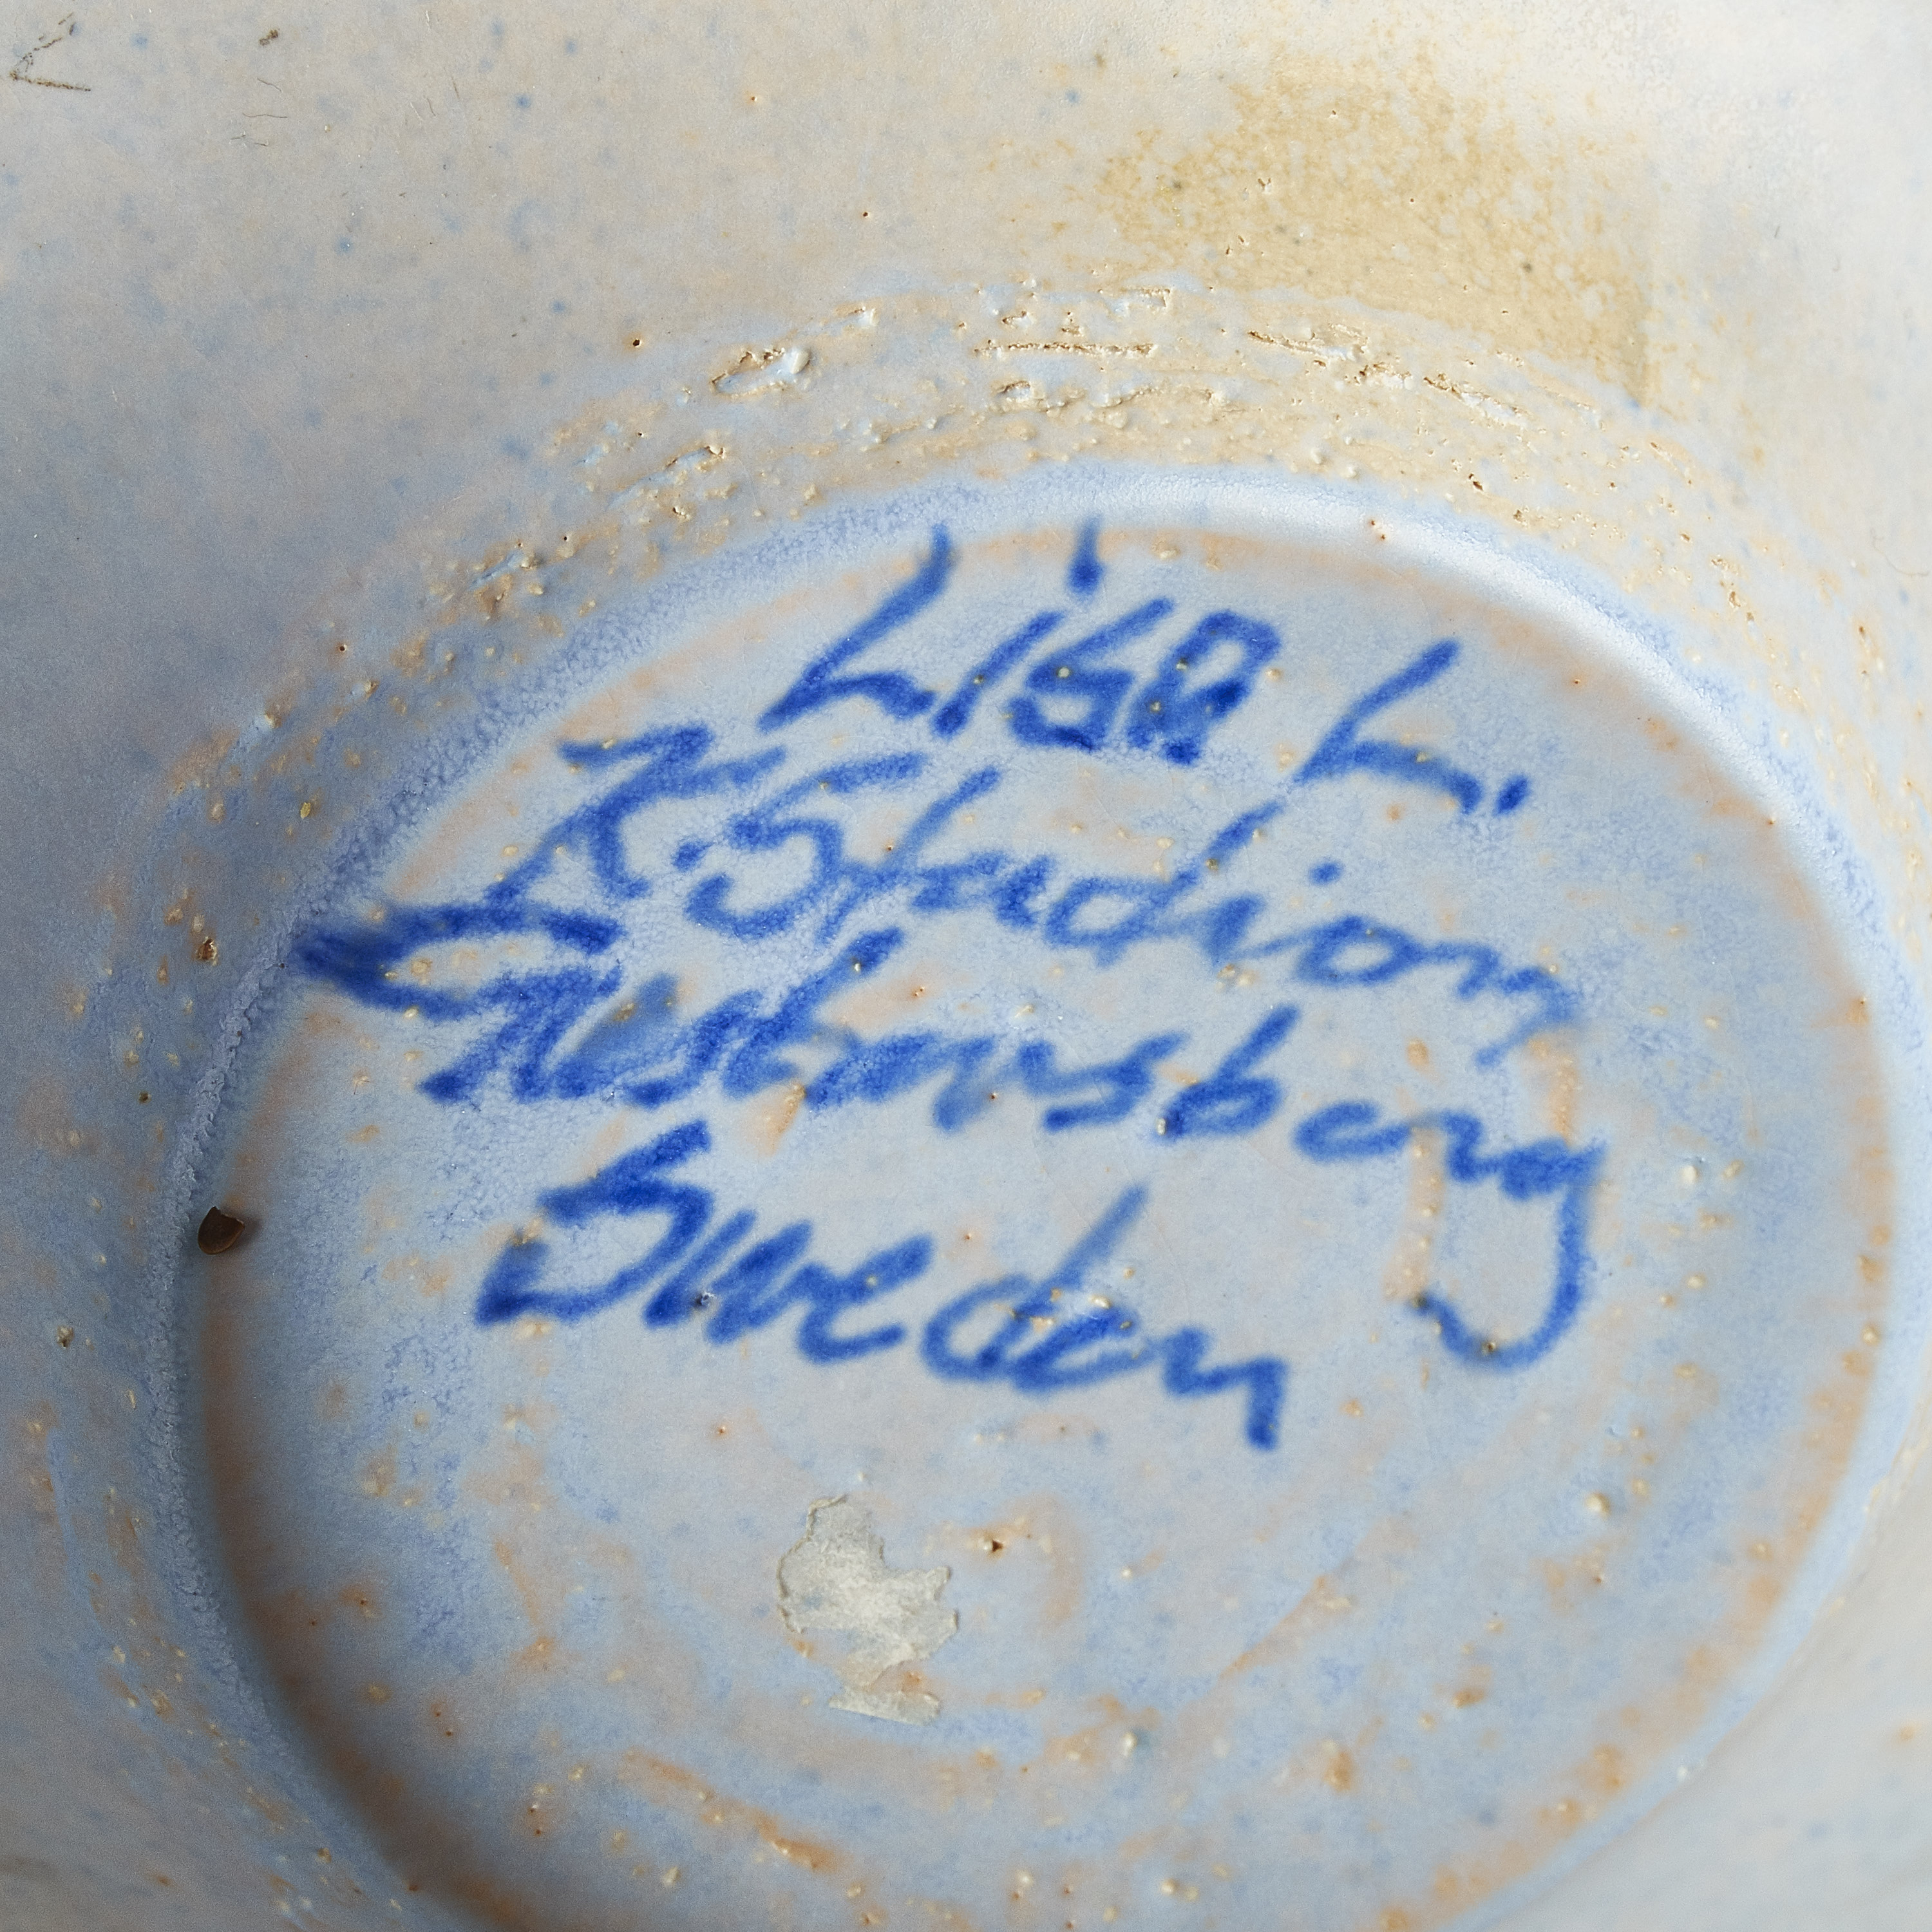 Lisa L.
K.Studion
Gustavsberg
Sweden